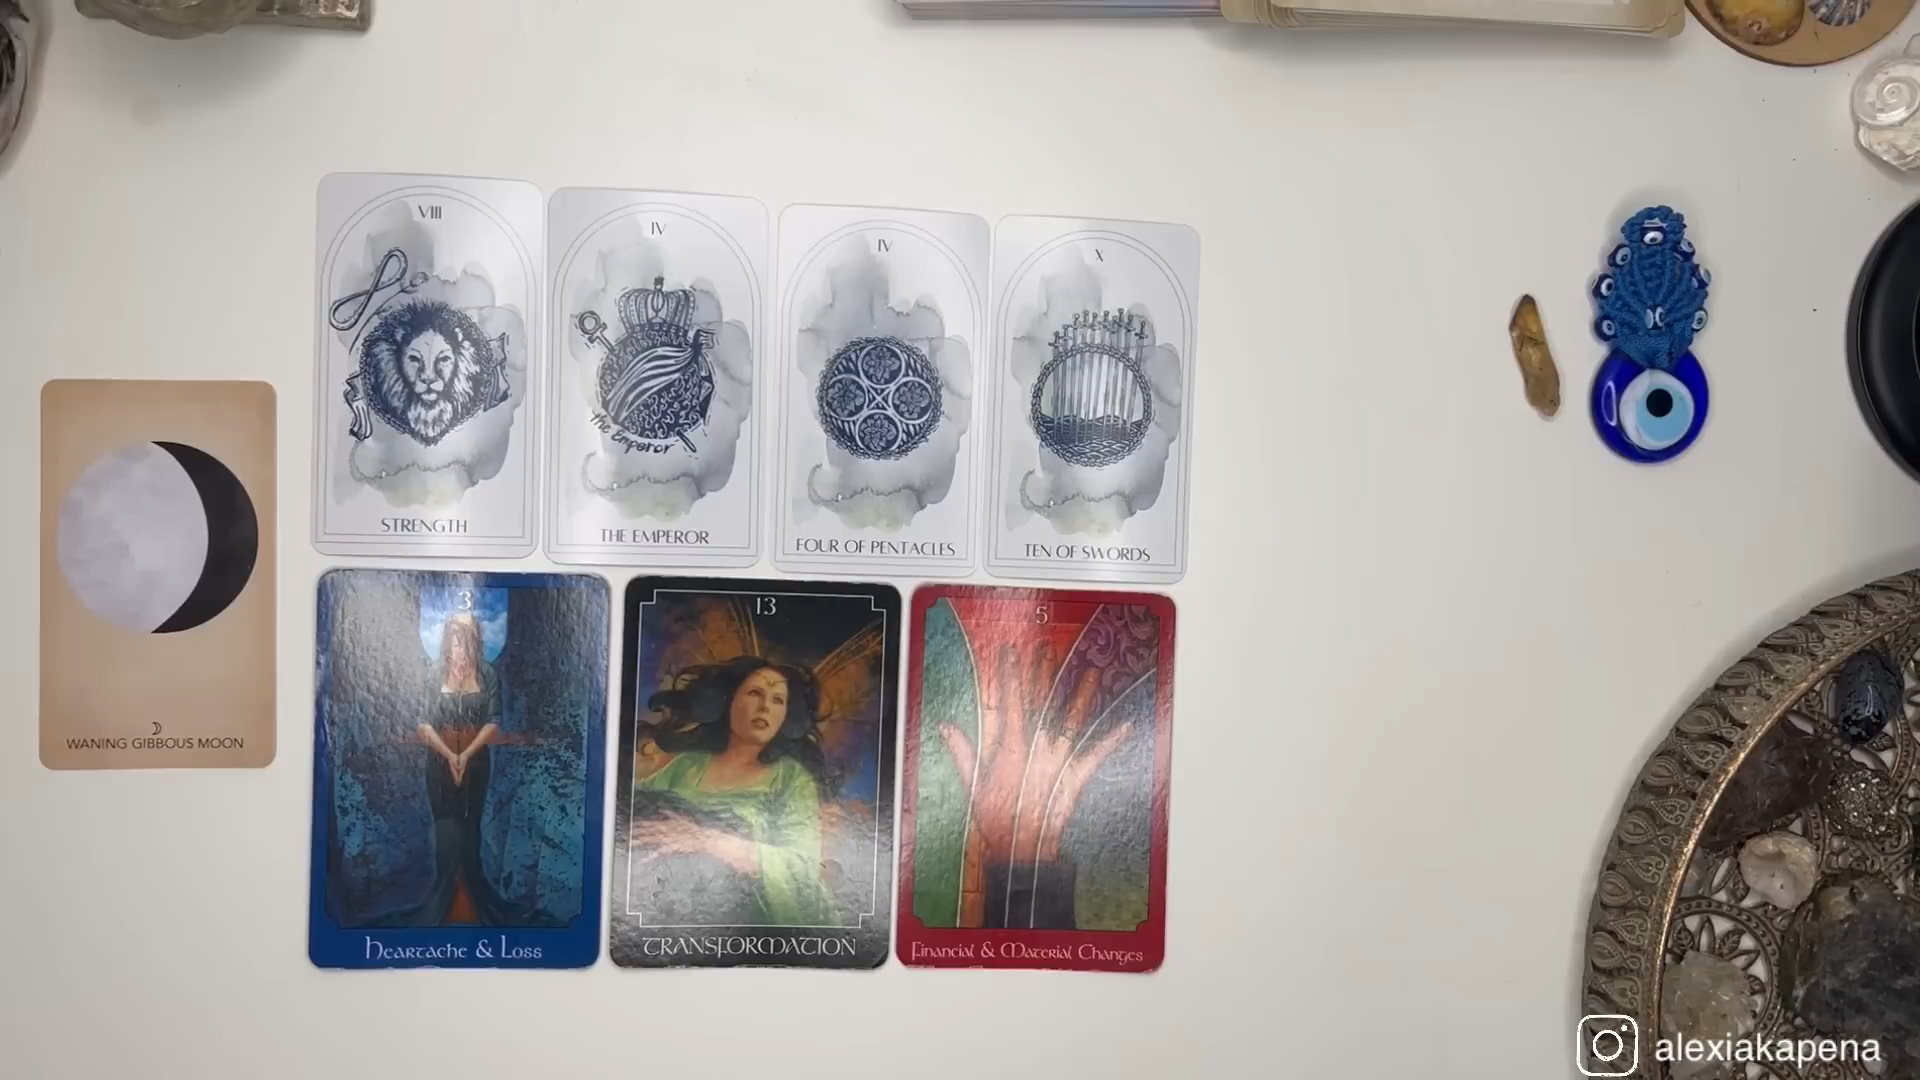 VIII
STRENGTH
IV
The Emperor
THE EMPEROR
IV
FOUR OF PENTACLES
X
TEN OF SWORDS
WANING GIBBOUS MOON
3
Heartache & Loss
13
TRANSFORMATION
5
Financial & Material Changes
alexiakapena